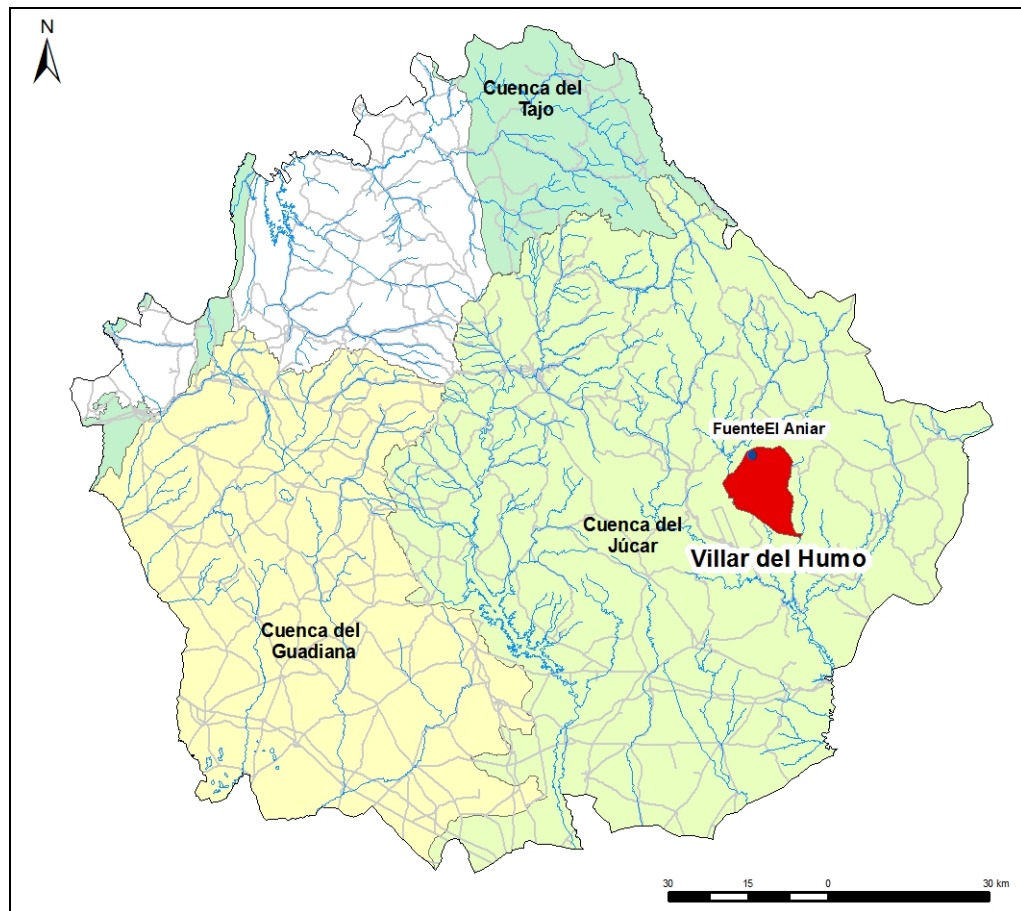 N
Cuenca del
Tajo
FuenteEl Aniar
Cuenca del
Júcar
Villar del Humo
Cuenca del
Guadiana
30 15 0 30 km